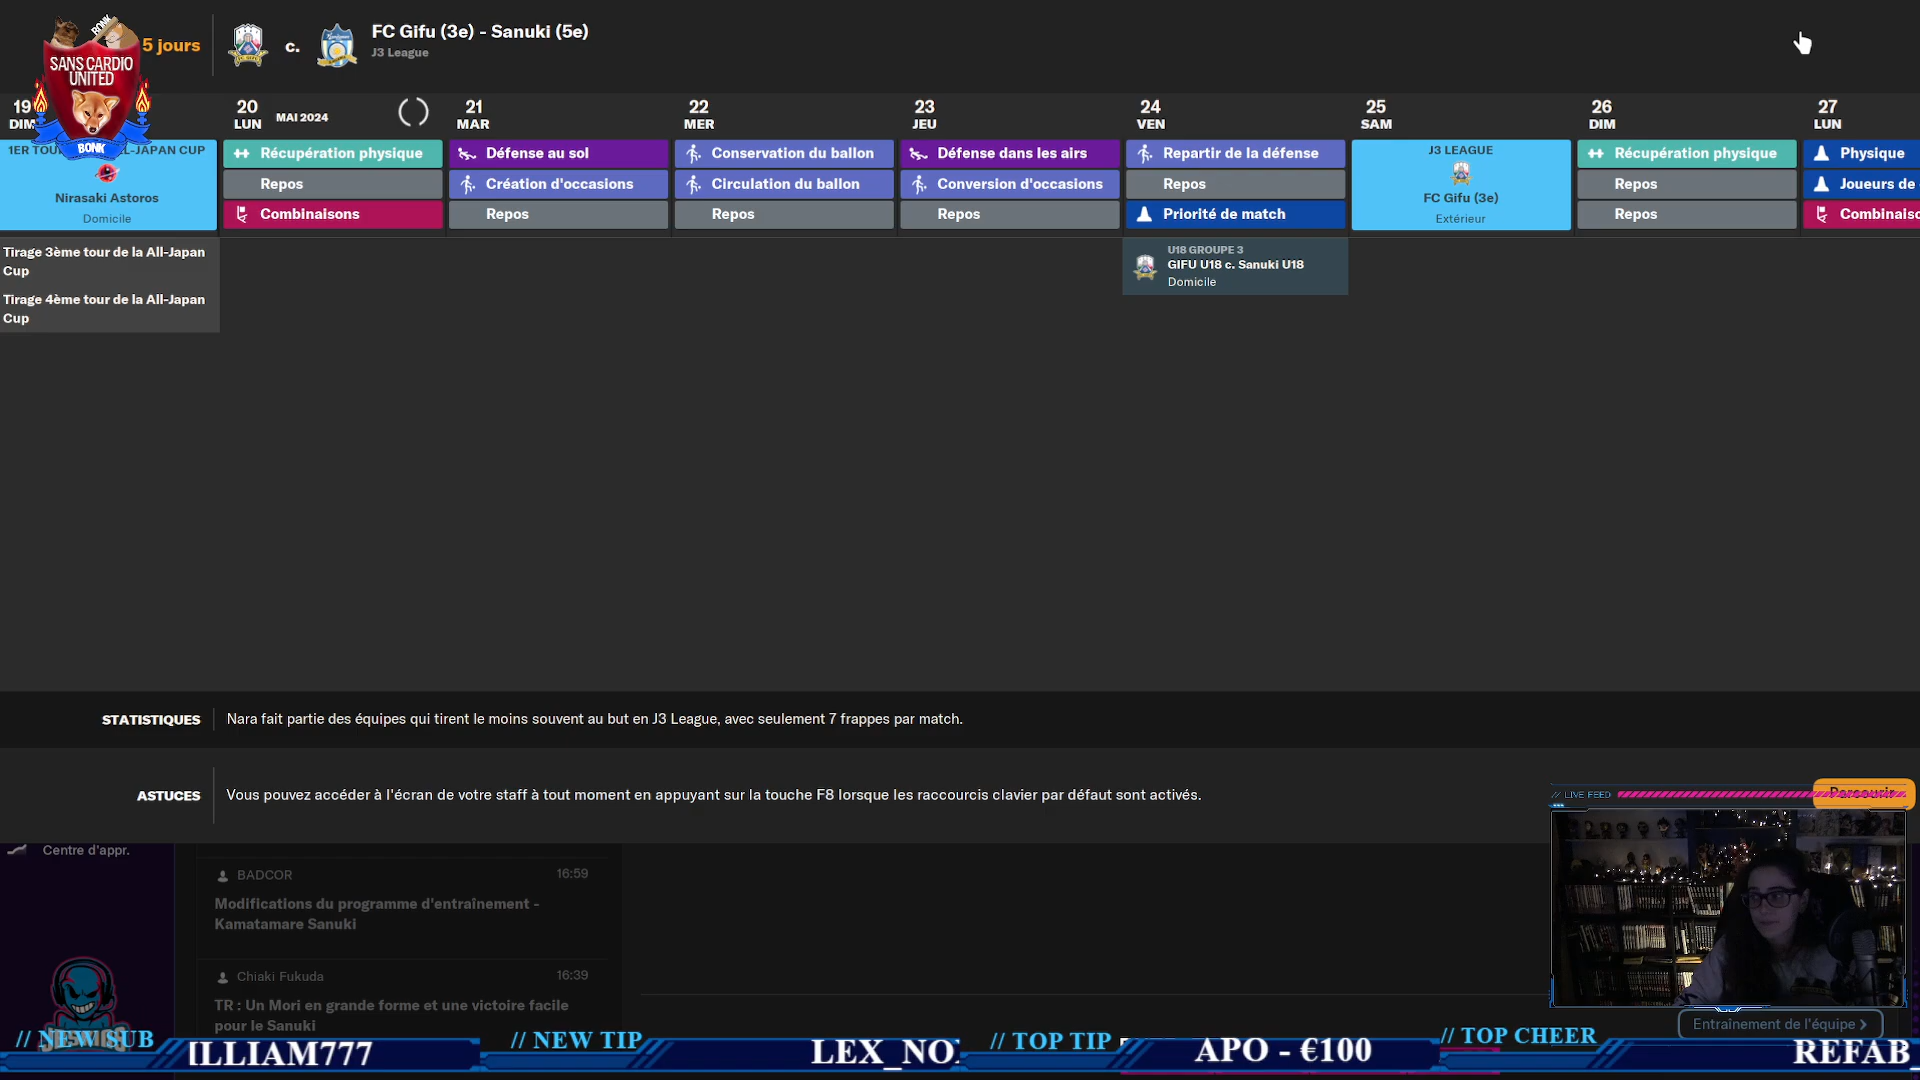 BONK
SANS CARDIO
UNITED
BONK
5 jours
c.
FC Gifu (3e) - Sanuki (5e)
J3 League
19
DIM
20
LUN
MAI 2024
21
MAR
22
MER
23
JEU
24
VEN
25
SAM
26
DIM
27
LUN
1ER TOU
L-JAPAN CUP
Nirasaki Astoros
Domicile
Récupération physique
Repos
Combinaisons
Défense au sol
Création d'occasions
Repos
Conservation du ballon
Circulation du ballon
Repos
Défense dans les airs
Conversion d'occasions
Repos
Repartir de la défense
Repos
Priorité de match
J3 LEAGUE
FC Gifu (3e)
Extérieur
Récupération physique
Repos
Repos
Physique
Joueurs de
Combinaiso
Tirage 3ème tour de la All-Japan
Cup
Tirage 4ème tour de la All-Japan
Cup
U18 GROUPE 3
GIFU U18 c. Sanuki U18
Domicile
STATISTIQUES
Nara fait partie des équipes qui tirent le moins souvent au but en J3 League, avec seulement 7 frappes par match.
ASTUCES
Vous pouvez accéder à l'écran de votre staff à tout moment en appuyant sur la touche F8 lorsque les raccourcis clavier par défaut sont activés.
// LIVE FEED
Parcourir
Centre d'appr.
BADCOR
16:59
Modifications du programme d'entraînement -
Kamatamare Sanuki
Chiaki Fukuda
16:39
TR : Un Mori en grande forme et une victoire facile
pour le Sanuki
Entraînement de l'équipe >
// NEW SUB
ILLIAM777
// NEW TIP
LEX_NO
// TOP TIP
APO - €100
// TOP CHEER
REFAB_